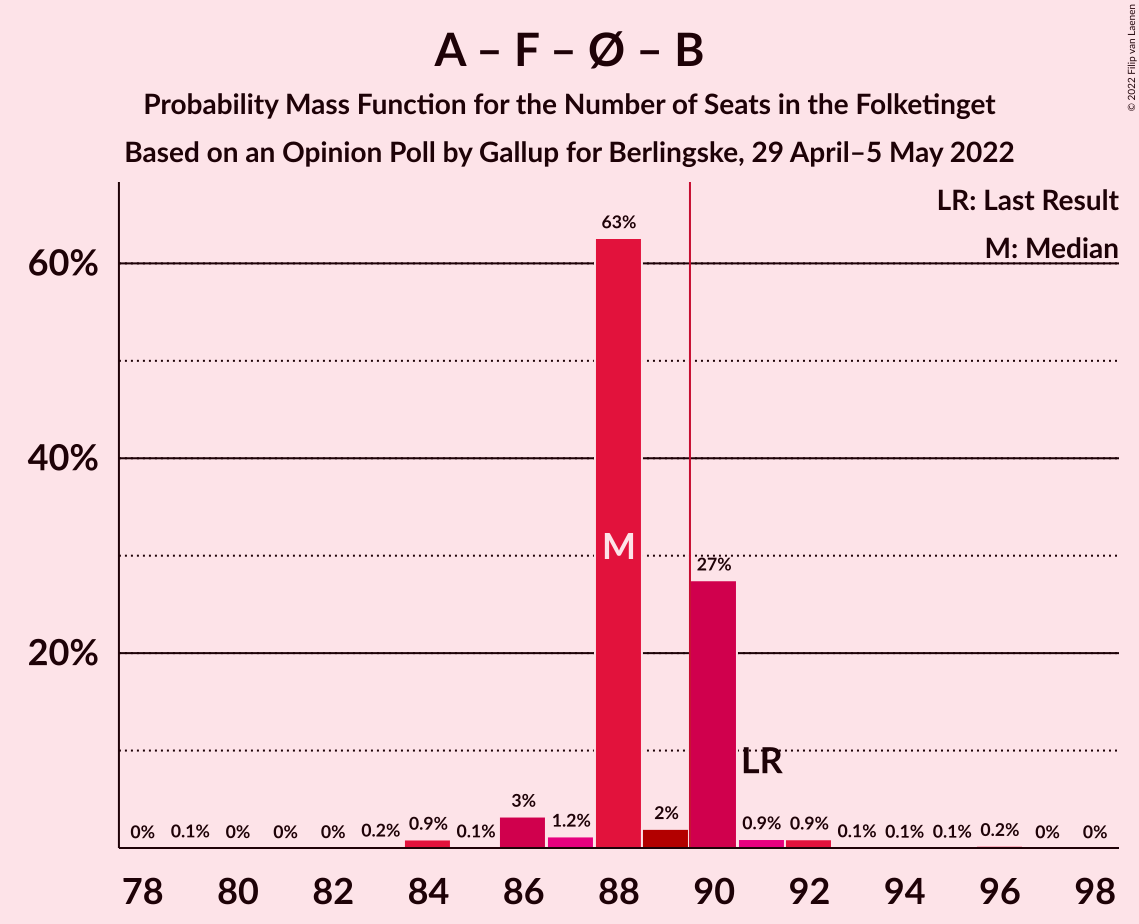 A – F – Ø – B
Probability Mass Function for the Number of Seats in the Folketinget
Based on an Opinion Poll by Gallup for Berlingske, 29 April–5 May 2022
© 2022 Filip van Laenen
LR: Last Result
M: Median
60%
40%
20%
0% 0.1% 0% 0% 0% 0.2% 0.9% 0.1% 3% 1.2% 63% 2% 27% 0.9% 0.9% 0.1% 0.1% 0.1% 0.2% 0% 0%
M
LR
78 80 82 84 86 88 90 92 94 96 98